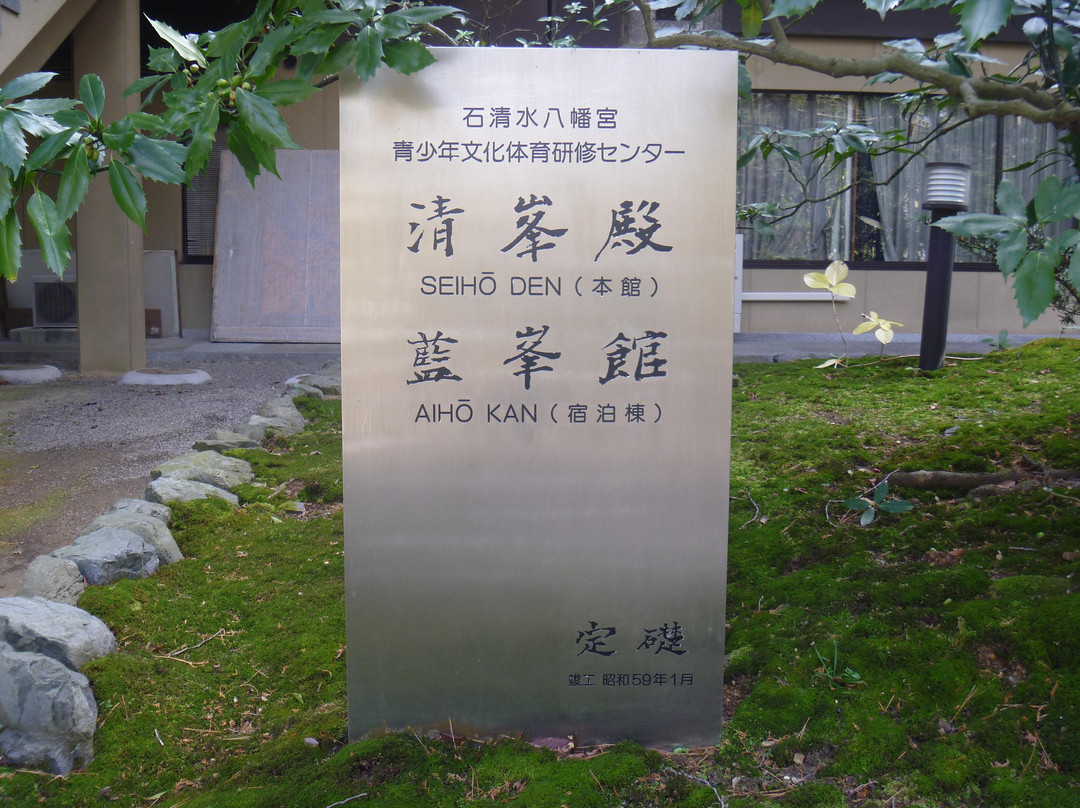 石清水八幡宮
青少年文化体育研修センター
清峯殿
SEIHŌ DEN（本館）
藍峯館
AIHŌ KAN（宿泊棟）
定礎
竣工 昭和59年1月